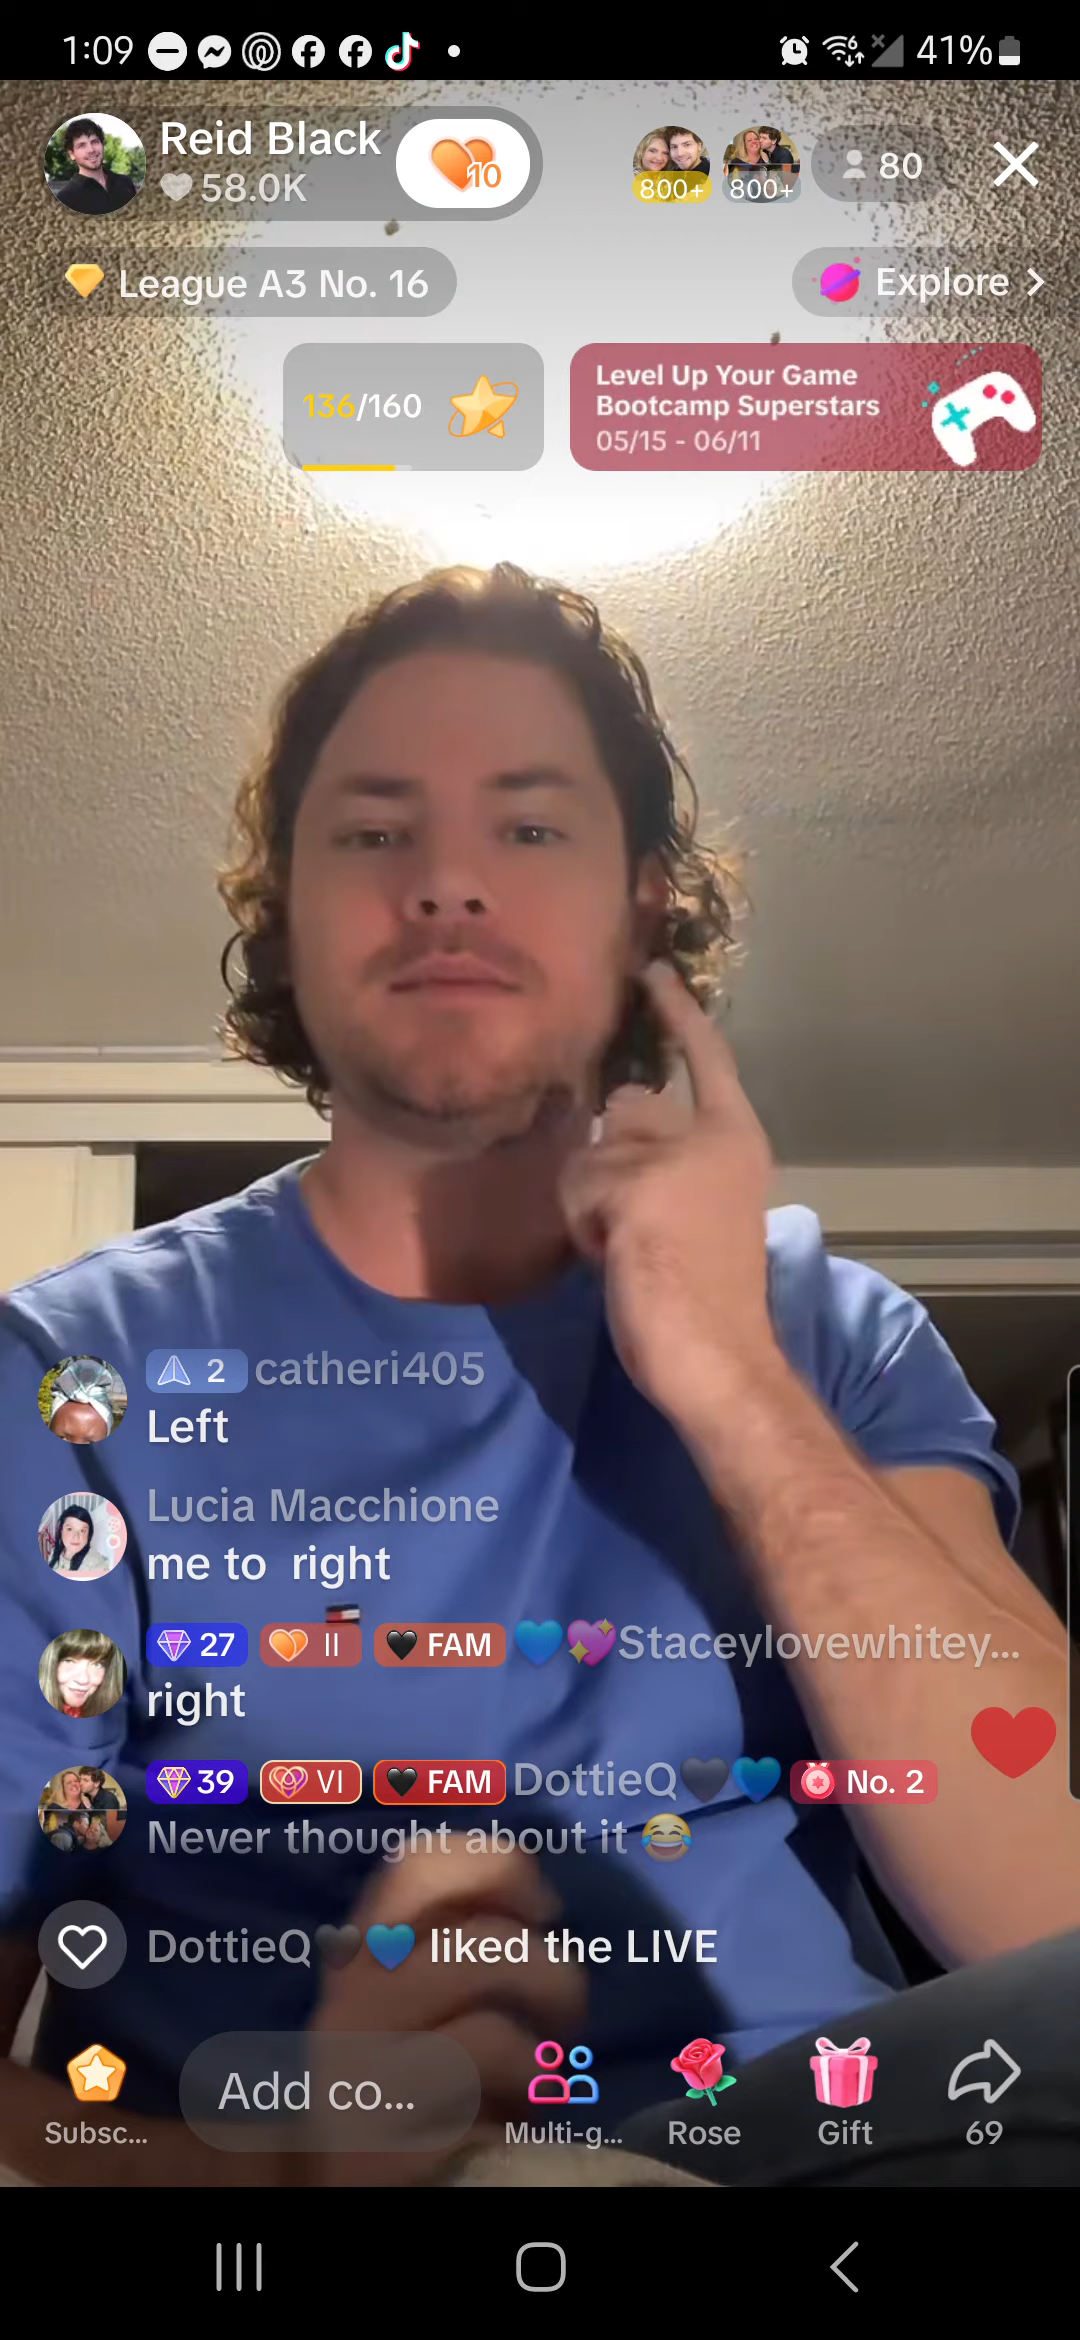 1:09
41%
Reid Black
58.0K
10
800+
800+
80
League A3 No. 16
Explore
136/160
Level Up Your Game
Bootcamp Superstars
05/15 - 06/11
2 catheri405
Left
Lucia Macchione
me to right
27 II 🖤 FAM 💙💖Staceylovewhitey...
right
39 VI 🖤 FAM DottieQ🖤💙 No. 2
Never thought about it 😂
DottieQ🖤💙 liked the LIVE
Subsc...
Add co...
Multi-g...
Rose
Gift
69